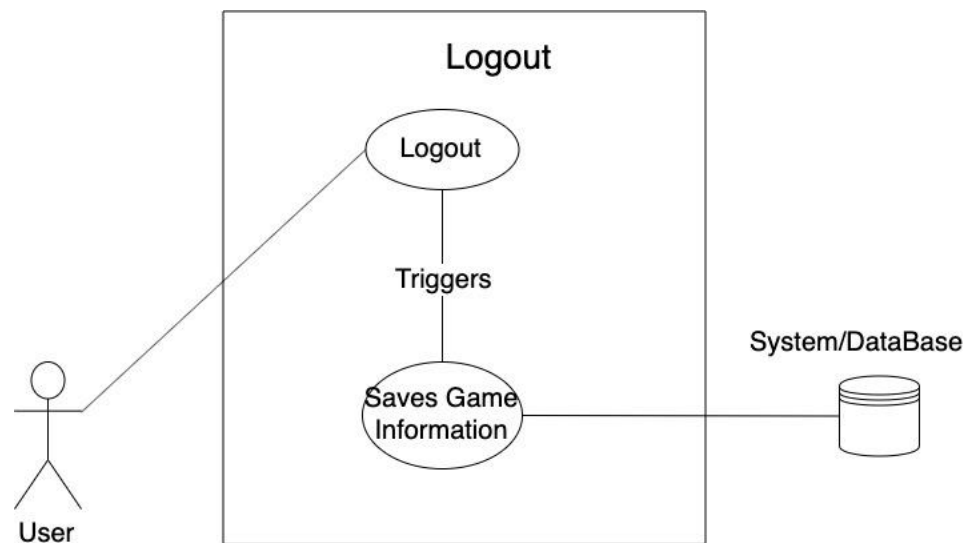 Logout
Logout
Triggers
System/DataBase
Saves Game
Information
User